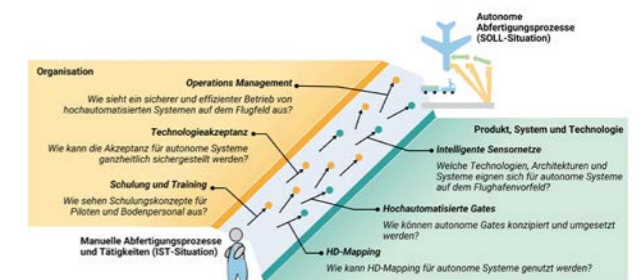 Autonome
Abfertigungsprozesse
(SOLL-Situation)
Organisation
Operations Management
Wie sieht ein sicherer und effizienter Betrieb von
hochautomatisierten Systemen auf dem Flugfeld aus?
Technologieakzeptanz
Wie kann die Akzeptanz für autonome Systeme
ganzheitlich sichergestellt werden?
Schulung und Training
Wie sehen Schulungskonzepte für
Piloten und Bodenpersonal aus?
Manuelle Abfertigungsprozesse
und Tätigkeiten (IST-Situation)
Produkt, System und Technologie
Intelligente Sensornetze
Welche Technologien, Architekturen und
Systeme eignen sich für autonome Systeme
auf dem Flughafenvorfeld?
Hochautomatisierte Gates
Wie können autonome Gates konzipiert und umgesetzt
werden?
HD-Mapping
Wie kann HD-Mapping für autonome Systeme genutzt werden?